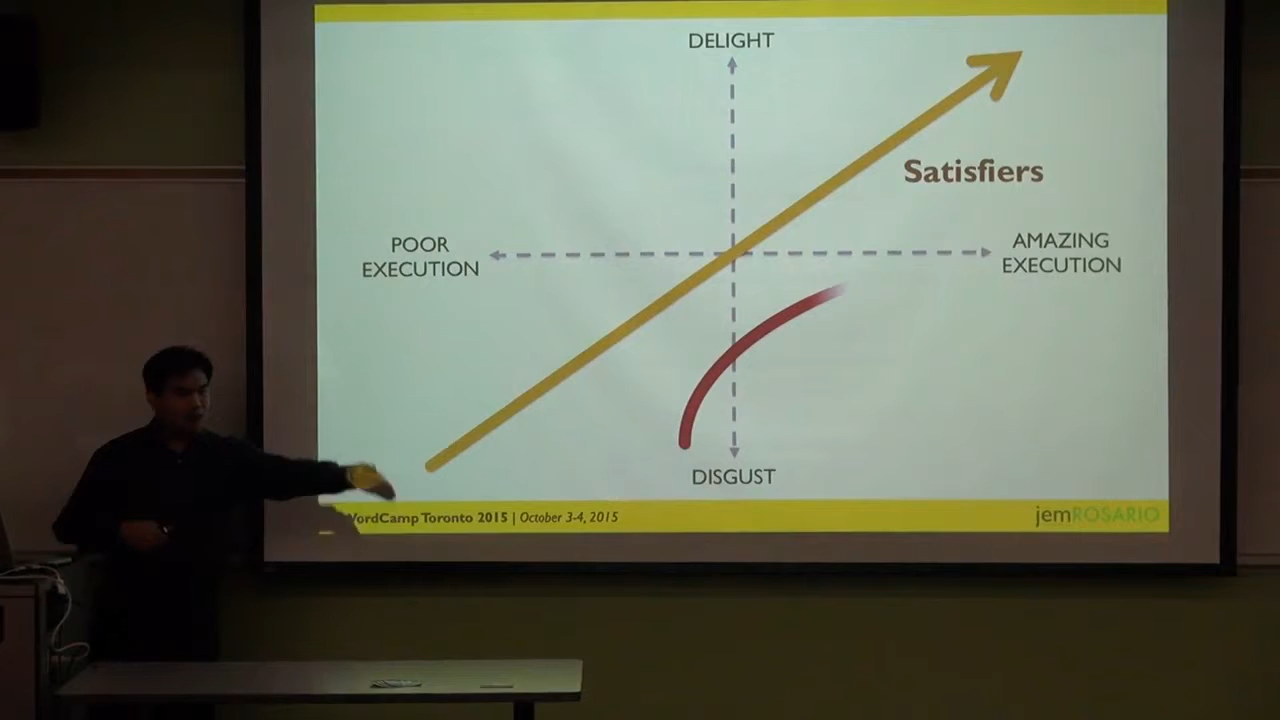 DELIGHT
Satisfiers
POOR
EXECUTION
AMAZING
EXECUTION
DISGUST
WordCamp Toronto 2015 | October 3-4, 2015
jemROSARIO